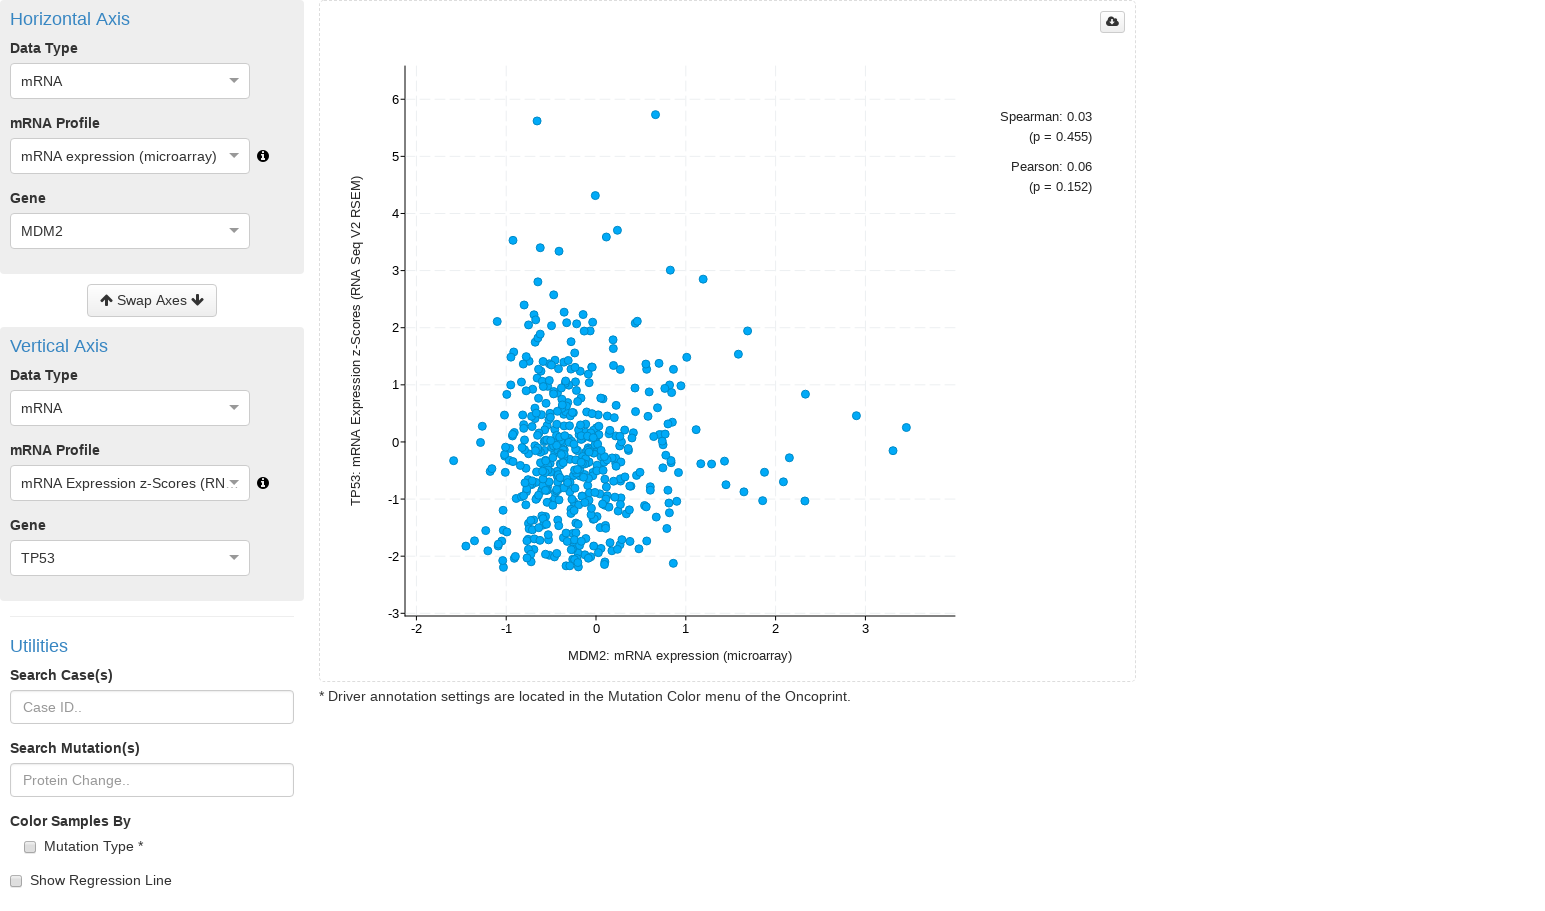 Horizontal Axis
Data Type
mRNA
mRNA Profile
mRNA expression (microarray)
Gene
MDM2
Swap Axes
Vertical Axis
Data Type
mRNA
mRNA Profile
mRNA Expression z-Scores (RN...
Gene
TP53
Utilities
Search Case(s)
Case ID..
Search Mutation(s)
Protein Change..
Color Samples By
Mutation Type *
Show Regression Line
TP53: mRNA Expression z-Scores (RNA Seq V2 RSEM)
6
5
4
3
2
1
0
-1
-2
-3
-2 -1 0 1 2 3
MDM2: mRNA expression (microarray)
Spearman: 0.03
(p = 0.455)
Pearson: 0.06
(p = 0.152)
* Driver annotation settings are located in the Mutation Color menu of the Oncoprint.